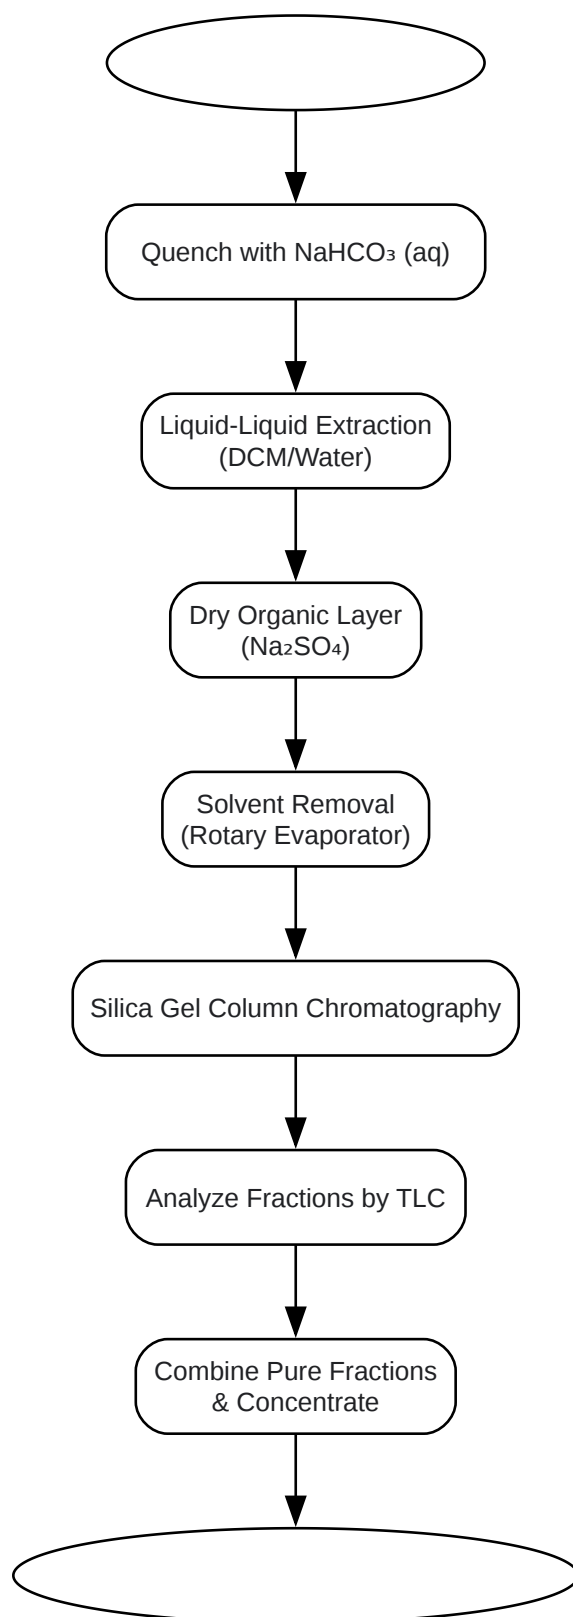 Quench with NaHCO₃ (aq)
Liquid-Liquid Extraction
(DCM/Water)
Dry Organic Layer
(Na₂SO₄)
Solvent Removal
(Rotary Evaporator)
Silica Gel Column Chromatography
Analyze Fractions by TLC
Combine Pure Fractions
& Concentrate